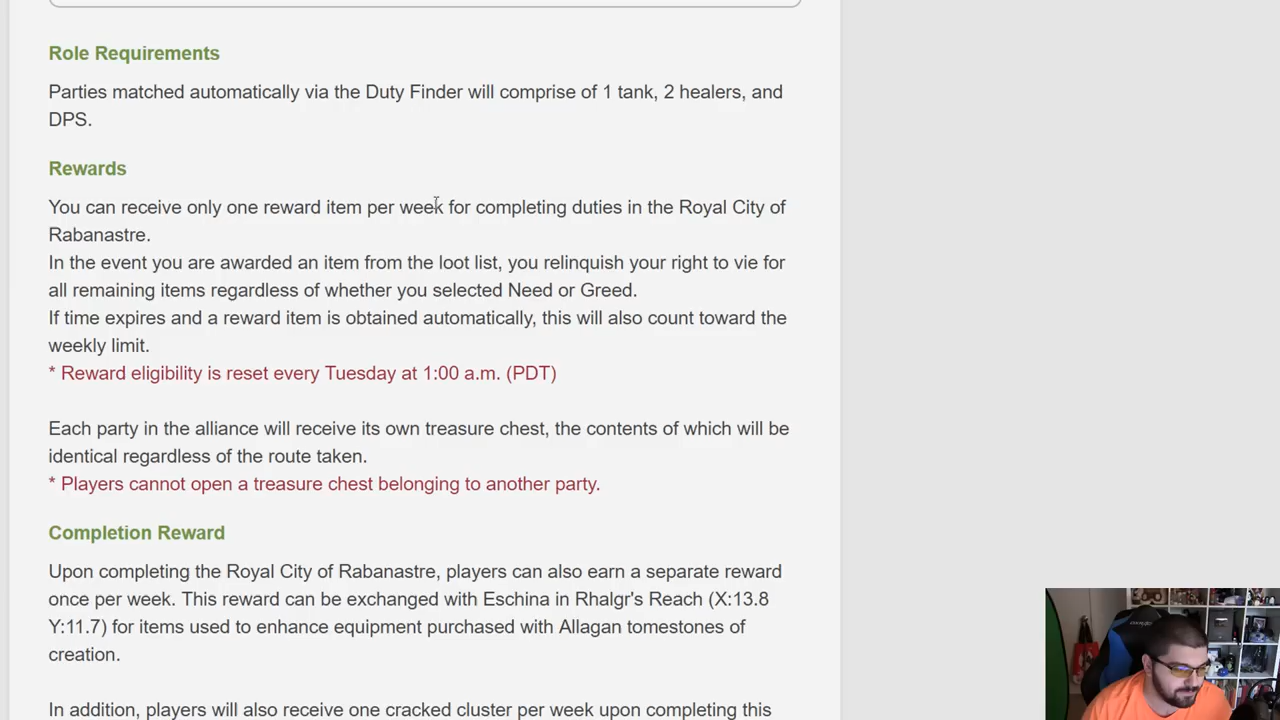 Role Requirements
Parties matched automatically via the Duty Finder will comprise of 1 tank, 2 healers, and
DPS.
Rewards
You can receive only one reward item per week for completing duties in the Royal City of
Rabanastre.
In the event you are awarded an item from the loot list, you relinquish your right to vie for
all remaining items regardless of whether you selected Need or Greed.
If time expires and a reward item is obtained automatically, this will also count toward the
weekly limit.
* Reward eligibility is reset every Tuesday at 1:00 a.m. (PDT)
Each party in the alliance will receive its own treasure chest, the contents of which will be
identical regardless of the route taken.
* Players cannot open a treasure chest belonging to another party.
Completion Reward
Upon completing the Royal City of Rabanastre, players can also earn a separate reward
once per week. This reward can be exchanged with Eschina in Rhalgr's Reach (X:13.8
Y:11.7) for items used to enhance equipment purchased with Allagan tomestones of
creation.
In addition, players will also receive one cracked cluster per week upon completing this